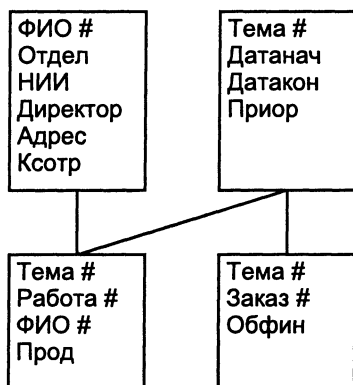 ФИО #
Отдел
НИИ
Директор
Адрес
Ксотр
Тема #
Датанач
Датакон
Приор
Тема #
Работа #
ФИО #
Прод
Тема #
Заказ #
Обфин